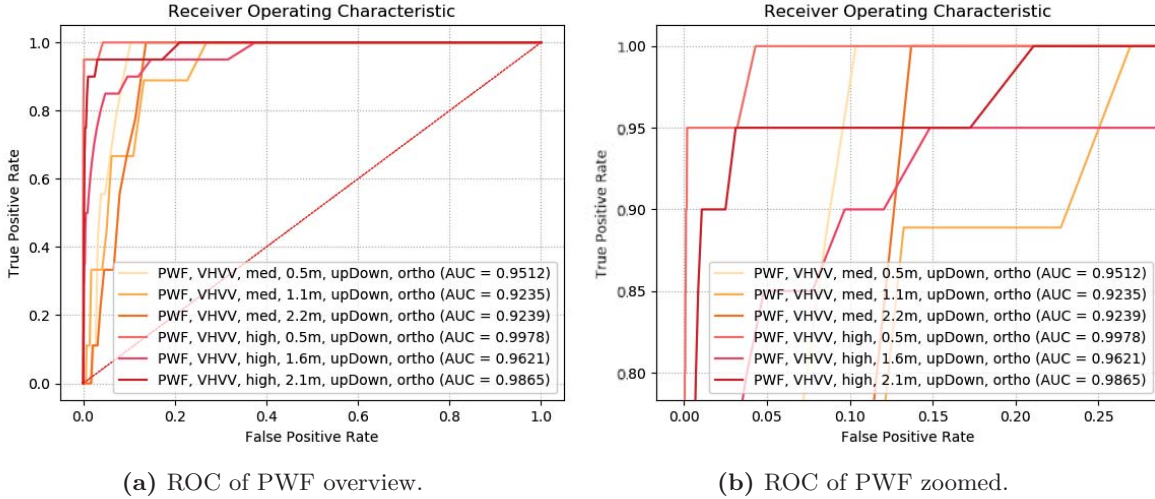 Receiver Operating Characteristic
1.0
0.8
0.6
0.4
0.2
0.0
True Positive Rate
PWF, VHVV, med, 0.5m, upDown, ortho (AUC = 0.9512)
PWF, VHVV, med, 1.1m, upDown, ortho (AUC = 0.9235)
PWF, VHVV, med, 2.2m, upDown, ortho (AUC = 0.9239)
PWF, VHVV, high, 0.5m, upDown, ortho (AUC = 0.9978)
PWF, VHVV, high, 1.6m, upDown, ortho (AUC = 0.9621)
PWF, VHVV, high, 2.1m, upDown, ortho (AUC = 0.9865)
0.0 0.2 0.4 0.6 0.8 1.0
False Positive Rate
(a) ROC of PWF overview.
Receiver Operating Characteristic
1.00
0.95
0.90
0.85
0.80
True Positive Rate
PWF, VHVV, med, 0.5m, upDown, ortho (AUC = 0.9512)
PWF, VHVV, med, 1.1m, upDown, ortho (AUC = 0.9235)
PWF, VHVV, med, 2.2m, upDown, ortho (AUC = 0.9239)
PWF, VHVV, high, 0.5m, upDown, ortho (AUC = 0.9978)
PWF, VHVV, high, 1.6m, upDown, ortho (AUC = 0.9621)
PWF, VHVV, high, 2.1m, upDown, ortho (AUC = 0.9865)
0.00 0.05 0.10 0.15 0.20 0.25
False Positive Rate
(b) ROC of PWF zoomed.